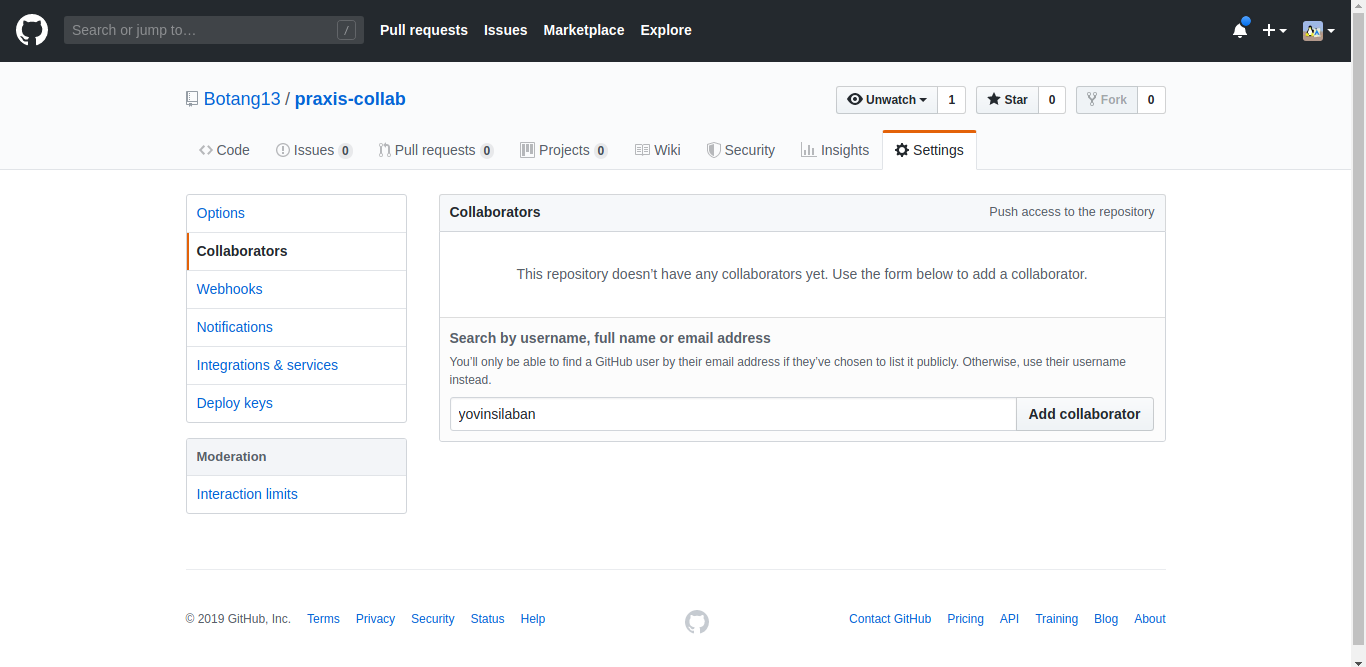 Search or jump to… / Pull requests Issues Marketplace Explore
Botang13 / praxis-collab Unwatch 1 Star 0 Fork 0
Code Issues 0 Pull requests 0 Projects 0 Wiki Security Insights Settings
Options
Collaborators
Webhooks
Notifications
Integrations & services
Deploy keys
Moderation
Interaction limits
Collaborators Push access to the repository
This repository doesn’t have any collaborators yet. Use the form below to add a collaborator.
Search by username, full name or email address
You’ll only be able to find a GitHub user by their email address if they’ve chosen to list it publicly. Otherwise, use their username
instead.
yovinsilaban Add collaborator
© 2019 GitHub, Inc. Terms Privacy Security Status Help Contact GitHub Pricing API Training Blog About